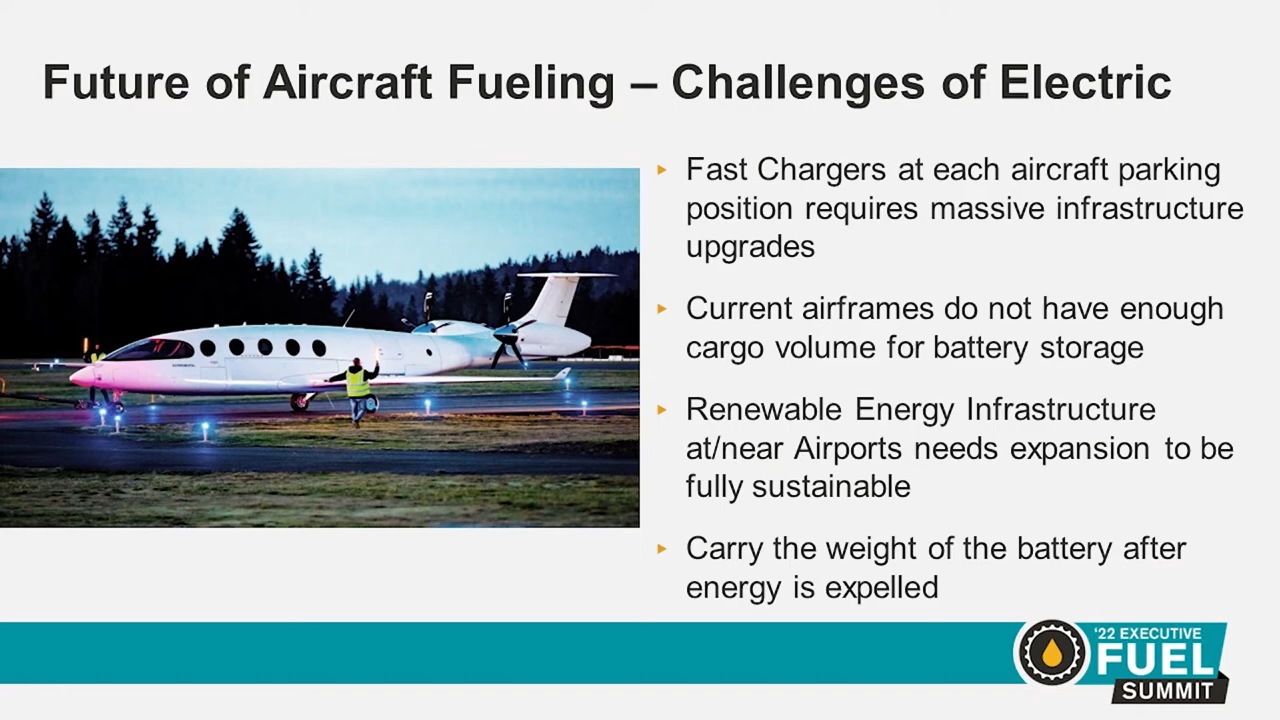 Future of Aircraft Fueling – Challenges of Electric
‣ Fast Chargers at each aircraft parking
position requires massive infrastructure
upgrades
‣ Current airframes do not have enough
cargo volume for battery storage
‣ Renewable Energy Infrastructure
at/near Airports needs expansion to be
fully sustainable
‣ Carry the weight of the battery after
energy is expelled
'22 EXECUTIVE
FUEL
SUMMIT